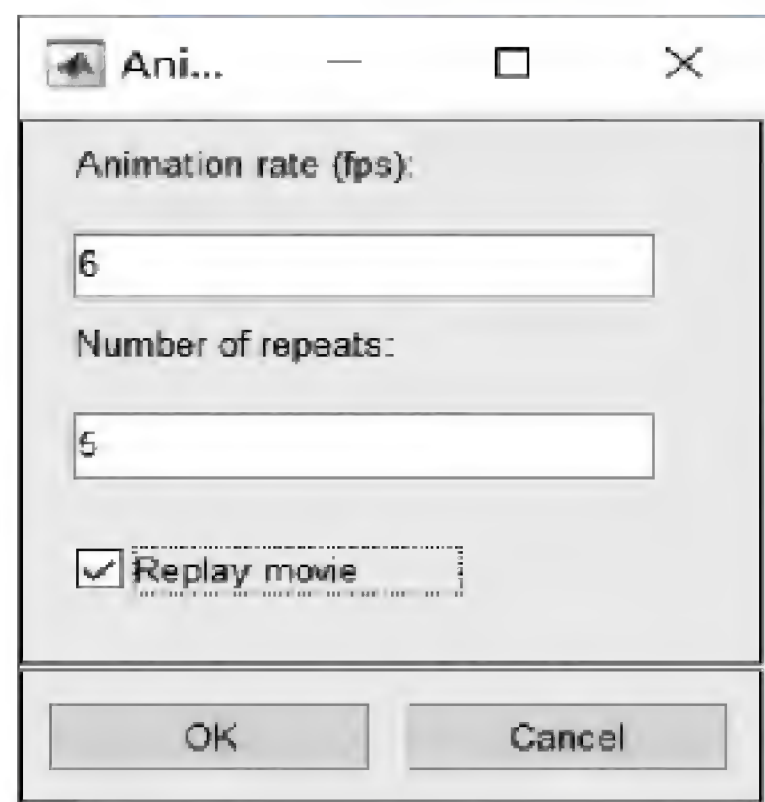 Ani...
Animation rate (fps):
6
Number of repeats:
5
Replay movie
OK Cancel